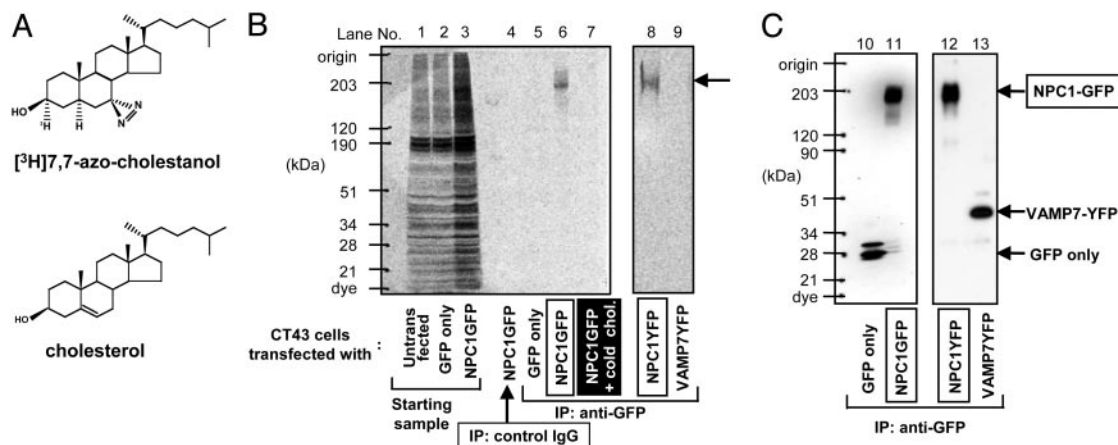 A
HO
3H
H
H
N
N
[3H]7,7-azo-cholestanol
HO
cholesterol
B
Lane No. 1 2 3 4 5 6 7 8 9
origin
203
120
190
(kDa)
51
34
28
21
dye
CT43 cells
transfected with :
Untrans
fected
GFP only
NPC1GFP
NPC1GFP
GFP only
NPC1GFP
NPC1GFP
+ cold chol.
NPC1YFP
VAMP7YFP
Starting
sample
IP: control IgG
IP: anti-GFP
C
10 11 12 13
origin
203
120
90
(kDa)
51
34
28
21
dye
NPC1-GFP
VAMP7-YFP
GFP only
GFP only
NPC1GFP
NPC1YFP
VAMP7YFP
IP: anti-GFP